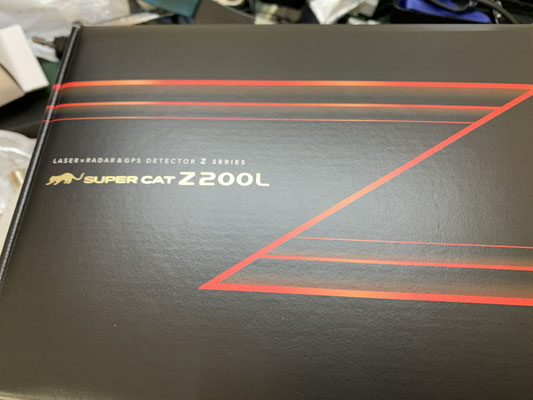 LASER×RADAR&GPS DETECTOR Z SERIES
SUPER CAT Z200L